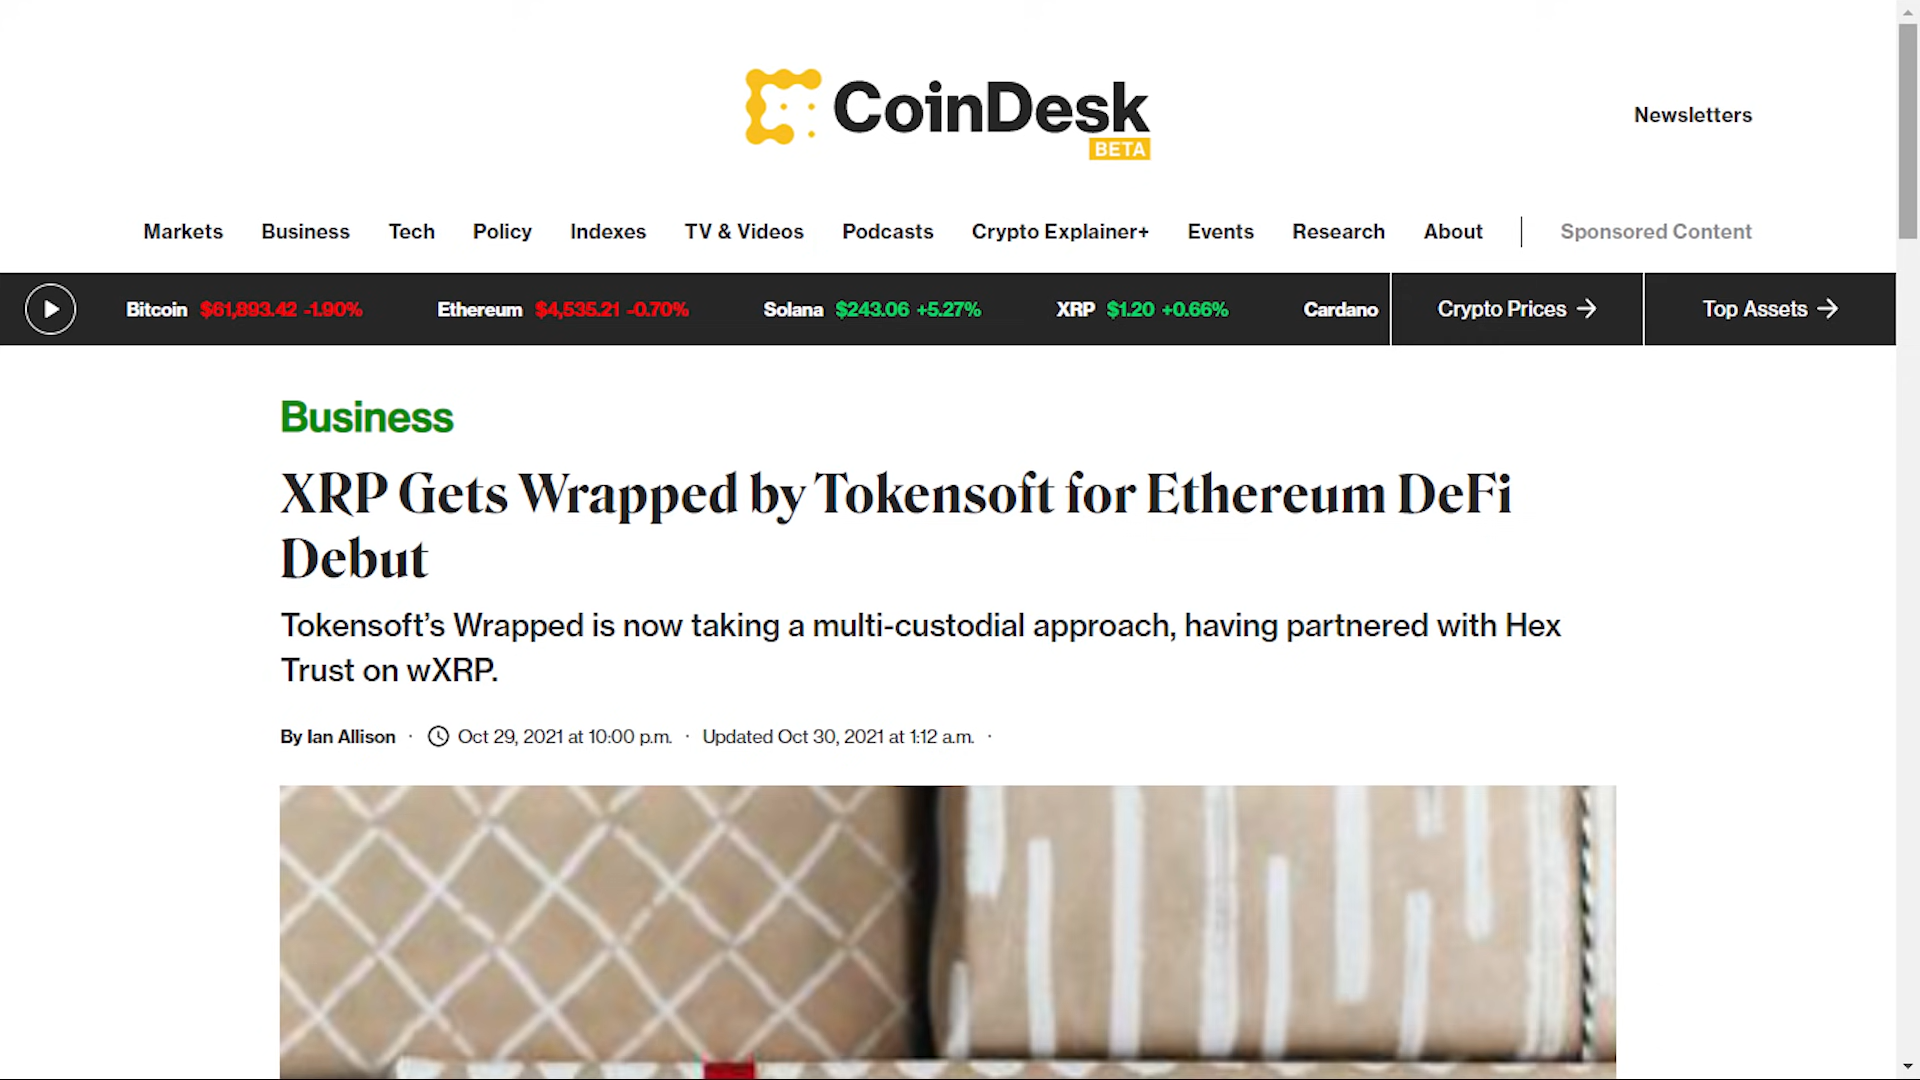 CoinDesk
BETA
Newsletters
Markets Business Tech Policy Indexes TV & Videos Podcasts Crypto Explainer+ Events Research About Sponsored Content
Bitcoin $61,893.42 -1.90% Ethereum $4,535.21 -0.70% Solana $243.06 +5.27% XRP $1.20 +0.66% Cardano Crypto Prices → Top Assets →
Business
XRP Gets Wrapped by Tokensoft for Ethereum DeFi
Debut
Tokensoft’s Wrapped is now taking a multi-custodial approach, having partnered with Hex
Trust on wXRP.
By Ian Allison · Oct 29, 2021 at 10:00 p.m. · Updated Oct 30, 2021 at 1:12 a.m. ·